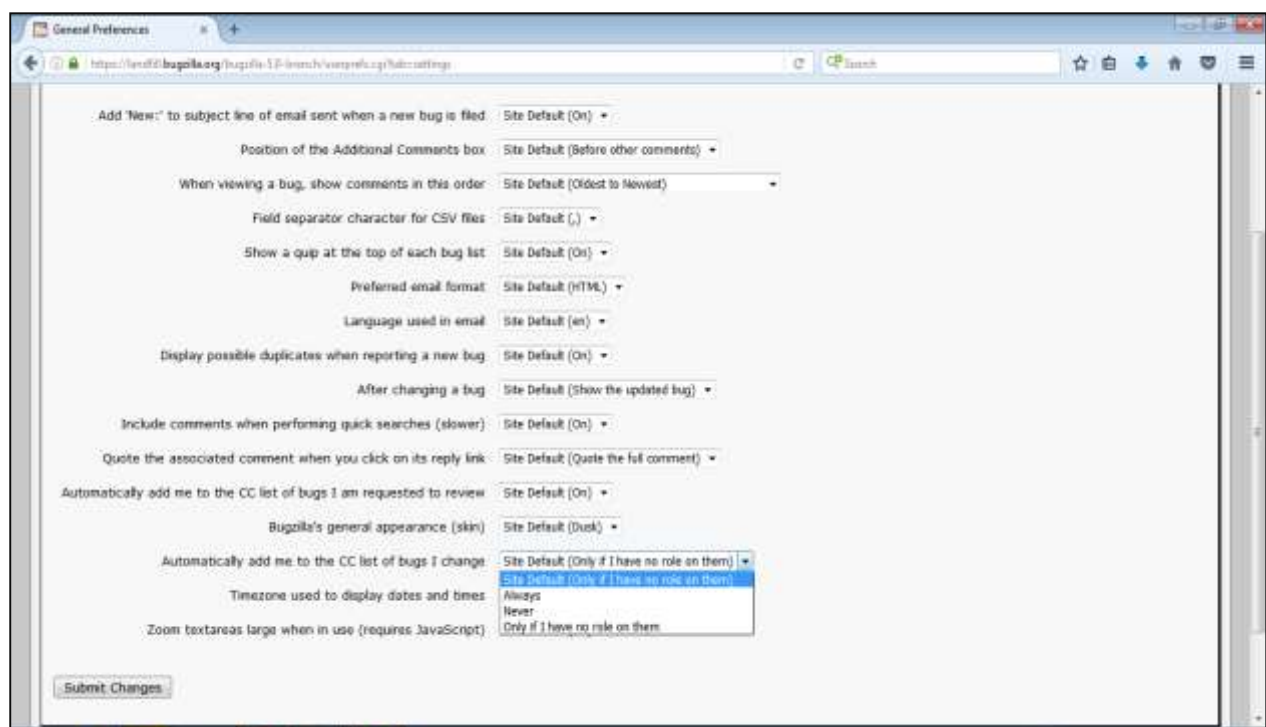 General Preferences
https://landfill.bugzilla.org/bugzilla-5.0-branch/userprefs.cgi?tab=settings
Search
Add 'New:' to subject line of email sent when a new bug is filed Site Default (On)
Position of the Additional Comments box Site Default (Before other comments)
When viewing a bug, show comments in this order Site Default (Oldest to Newest)
Field separator character for CSV files Site Default (,)
Show a quip at the top of each bug list Site Default (On)
Preferred email format Site Default (HTML)
Language used in email Site Default (en)
Display possible duplicates when reporting a new bug Site Default (On)
After changing a bug Site Default (Show the updated bug)
Include comments when performing quick searches (slower) Site Default (On)
Quote the associated comment when you click on its reply link Site Default (Quote the full comment)
Automatically add me to the CC list of bugs I am requested to review Site Default (On)
Bugzilla's general appearance (skin) Site Default (Dusk)
Automatically add me to the CC list of bugs I change Site Default (Only if I have no role on them)
Site Default (Only if I have no role on them)
Timezone used to display dates and times Always
Never
Zoom textareas large when in use (requires JavaScript) Only if I have no role on them
Submit Changes